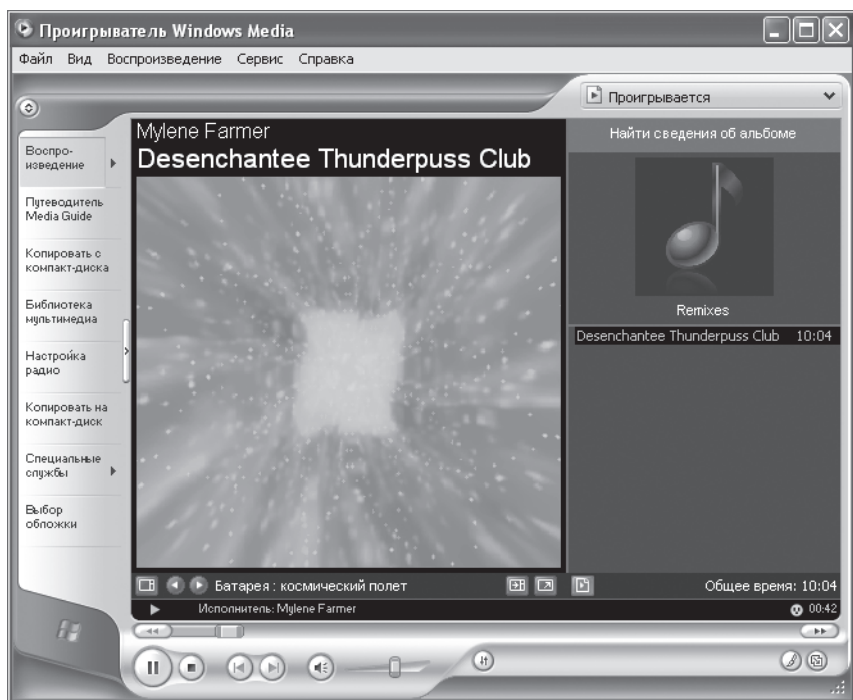 Проигрыватель Windows Media
Файл Вид Воспроизведение Сервис Справка
Проигрывается
Воспро-
изведение
Путеводитель
Media Guide
Копировать с
компакт-диска
Библиотека
мультимедиа
Настройка
радио
Копировать на
компакт-диск
Специальные
службы
Выбор
обложки
Mylene Farmer
Desenchantee Thunderpuss Club
Найти сведения об альбоме
Remixes
Desenchantee Thunderpuss Club 10:04
Батарея : космический полет
Общее время: 10:04
Исполнитель: Mylene Farmer
00:42